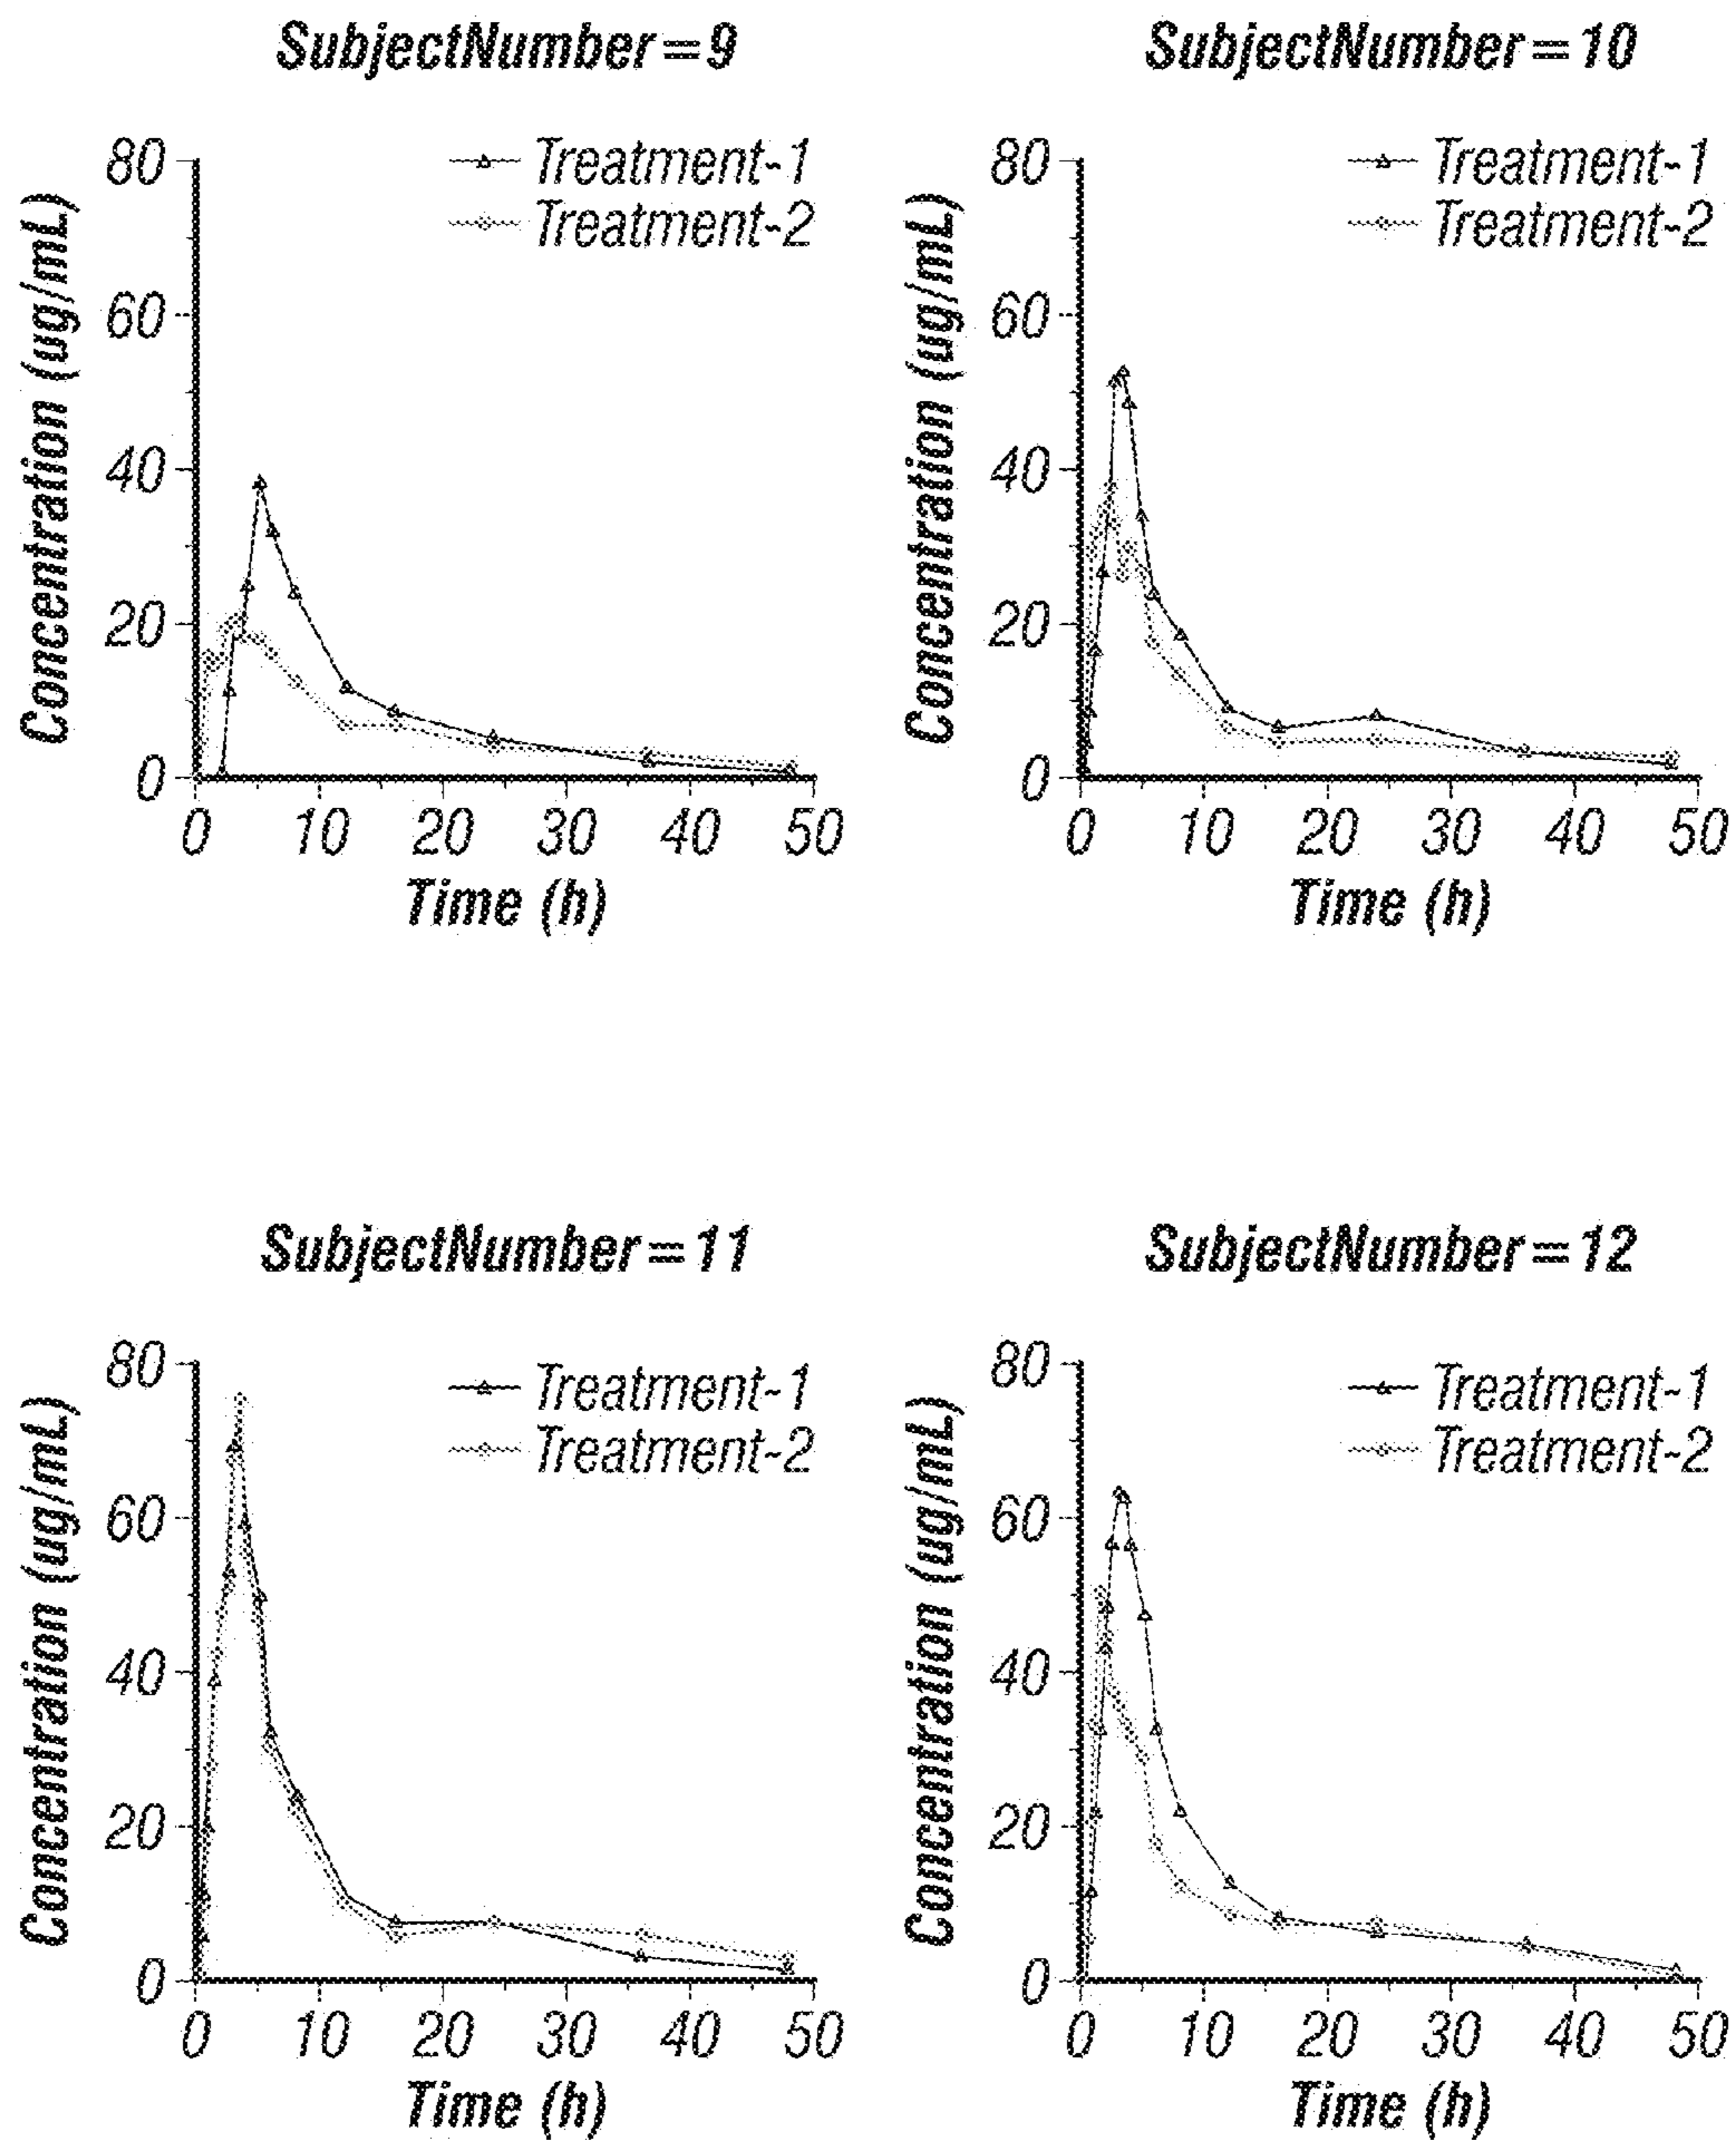 SubjectNumber=9
Treatment-1
Treatment-2
Concentration (ug/mL)
80
60
40
20
0
0 10 20 30 40 50
Time (h)
SubjectNumber=10
Treatment-1
Treatment-2
Concentration (ug/mL)
80
60
40
20
0
0 10 20 30 40 50
Time (h)
SubjectNumber=11
Treatment-1
Treatment-2
Concentration (ug/mL)
80
60
40
20
0
0 10 20 30 40 50
Time (h)
SubjectNumber=12
Treatment-1
Treatment-2
Concentration (ug/mL)
80
60
40
20
0
0 10 20 30 40 50
Time (h)